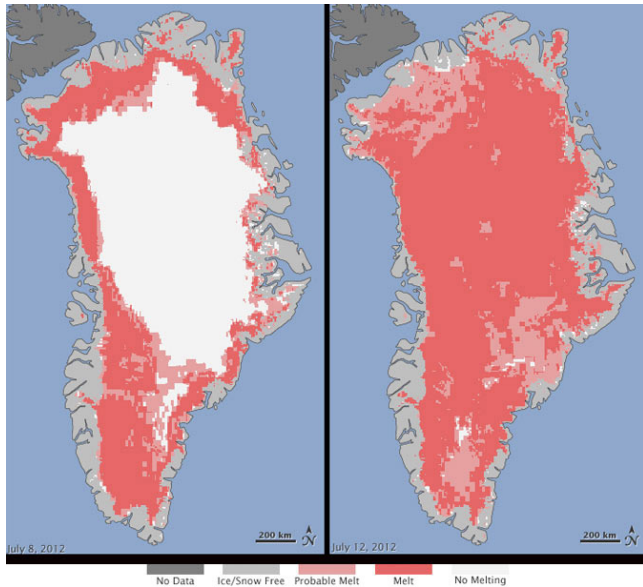 200 km
N
July 8, 2012
200 km
N
July 12, 2012
No Data
Ice/Snow Free
Probable Melt
Melt
No Melting